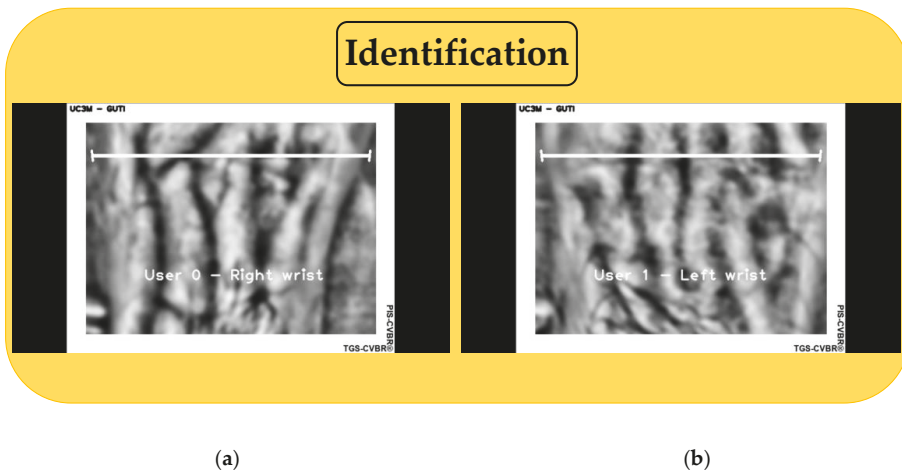 Identification
UC3M – GUTI
User 0 – Right wrist
PIS-CVBR®
TGS-CVBR®
UC3M – GUTI
User 1 – Left wrist
PIS-CVBR®
TGS-CVBR®
(a)
(b)